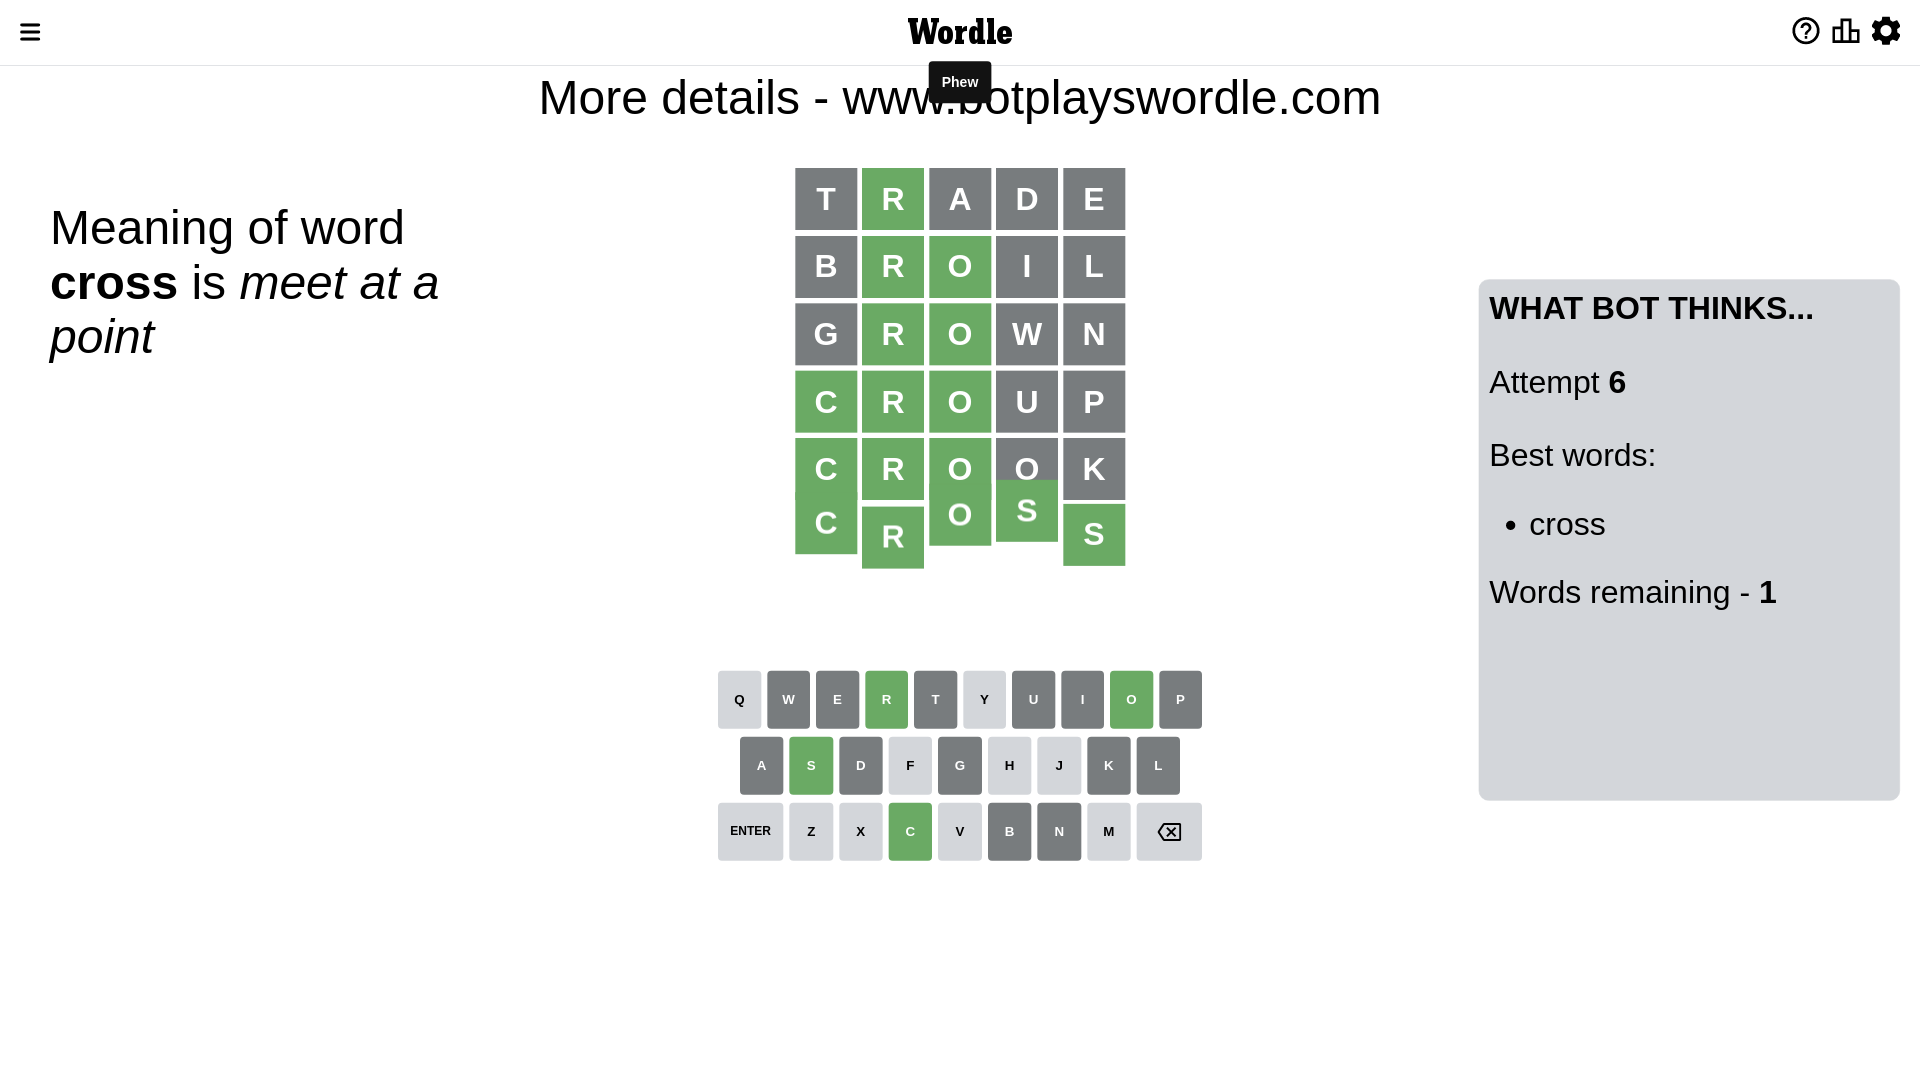 Wordle
Phew
More details - www.botplayswordle.com
Meaning of word
cross is meet at a
point
T R A D E
B R O I L
G R O W N
C R O U P
C R O O K
C R O S S
WHAT BOT THINKS...
Attempt 6
Best words:
• cross
Words remaining - 1
Q W E R T Y U I O P
A S D F G H J K L
ENTER Z X C V B N M